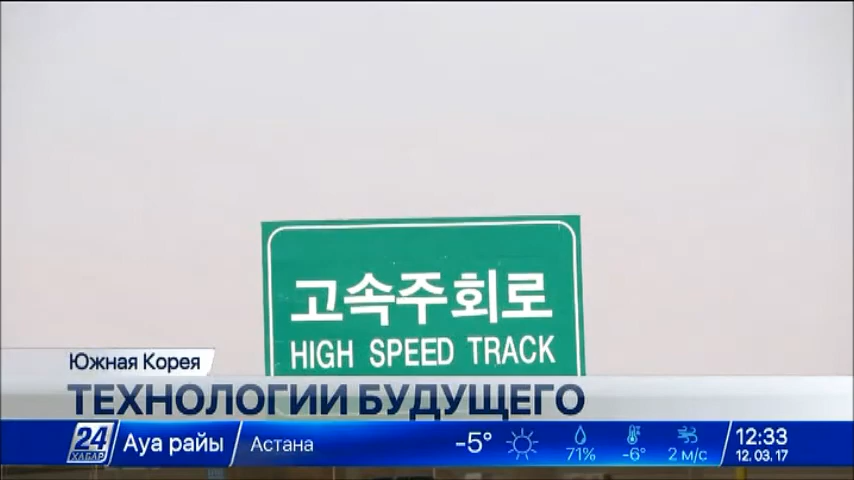 고속주회로
HIGH SPEED TRACK
Южная Корея
ТЕХНОЛОГИИ БУДУЩЕГО
24 ХАБАР Ауа райы Астана -5° 71% -6° 2 м/с 12:33
12. 03. 17